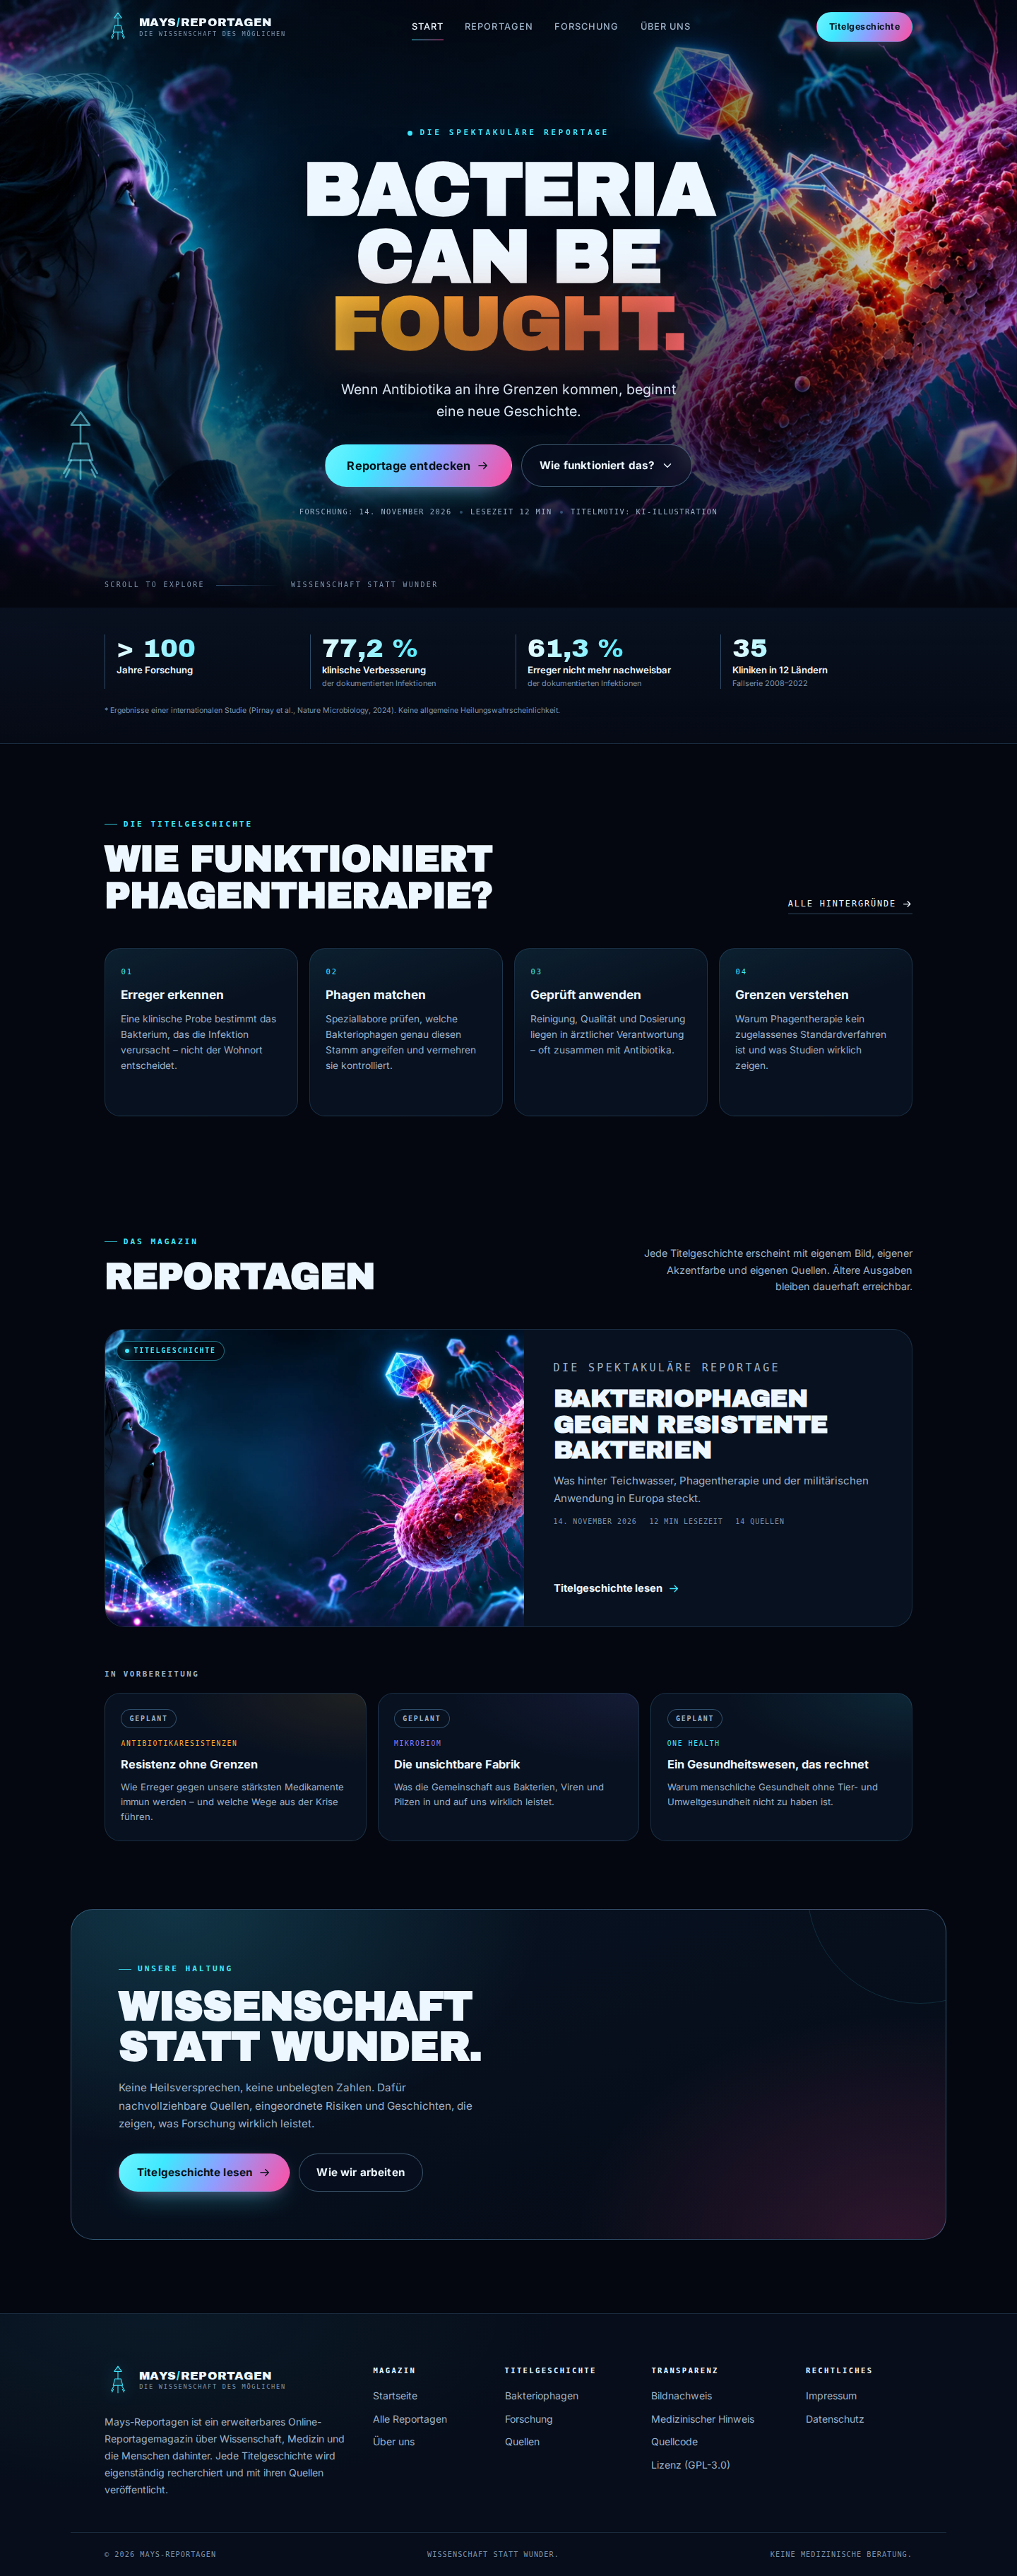 MAYS/REPORTAGEN
DIE WISSENSCHAFT DES MÖGLICHEN
START
REPORTAGEN
FORSCHUNG
ÜBER UNS
Titelgeschichte
DIE SPEKTAKULÄRE REPORTAGE
BACTERIA
CAN BE
FOUGHT.
Wenn Antibiotika an ihre Grenzen kommen, beginnt
eine neue Geschichte.
Reportage entdecken →
Wie funktioniert das?
FORSCHUNG: 14. NOVEMBER 2026 • LESEZEIT 12 MIN • TITELMOTIV: KI-ILLUSTRATION
SCROLL TO EXPLORE
WISSENSCHAFT STATT WUNDER
> 100
Jahre Forschung
77,2 %
klinische Verbesserung
der dokumentierten Infektionen
61,3 %
Erreger nicht mehr nachweisbar
der dokumentierten Infektionen
35
Kliniken in 12 Ländern
Fallserie 2008–2022
* Ergebnisse einer internationalen Studie (Pirnay et al., Nature Microbiology, 2024). Keine allgemeine Heilungswahrscheinlichkeit.
DIE TITELGESCHICHTE
WIE FUNKTIONIERT
PHAGENTHERAPIE?
ALLE HINTERGRÜNDE →
01
Erreger erkennen
Eine klinische Probe bestimmt das
Bakterium, das die Infektion
verursacht – nicht der Wohnort
entscheidet.
02
Phagen matchen
Speziallabore prüfen, welche
Bakteriophagen genau diesen
Stamm angreifen und vermehren
sie kontrolliert.
03
Geprüft anwenden
Reinigung, Qualität und Dosierung
liegen in ärztlicher Verantwortung
– oft zusammen mit Antibiotika.
04
Grenzen verstehen
Warum Phagentherapie kein
zugelassenes Standardverfahren
ist und was Studien wirklich
zeigen.
DAS MAGAZIN
REPORTAGEN
Jede Titelgeschichte erscheint mit eigenem Bild, eigener
Akzentfarbe und eigenen Quellen. Ältere Ausgaben
bleiben dauerhaft erreichbar.
TITELGESCHICHTE
DIE SPEKTAKULÄRE REPORTAGE
BAKTERIOPHAGEN
GEGEN RESISTENTE
BAKTERIEN
Was hinter Teichwasser, Phagentherapie und der militärischen
Anwendung in Europa steckt.
14. NOVEMBER 2026 12 MIN LESEZEIT 14 QUELLEN
Titelgeschichte lesen →
IN VORBEREITUNG
GEPLANT
ANTIBIOTIKARESISTENZEN
Resistenz ohne Grenzen
Wie Erreger gegen unsere stärksten Medikamente
immun werden – und welche Wege aus der Krise
führen.
GEPLANT
MIKROBIOM
Die unsichtbare Fabrik
Was die Gemeinschaft aus Bakterien, Viren und
Pilzen in und auf uns wirklich leistet.
GEPLANT
ONE HEALTH
Ein Gesundheitswesen, das rechnet
Warum menschliche Gesundheit ohne Tier- und
Umweltgesundheit nicht zu haben ist.
UNSERE HALTUNG
WISSENSCHAFT
STATT WUNDER.
Keine Heilsversprechen, keine unbelegten Zahlen. Dafür
nachvollziehbare Quellen, eingeordnete Risiken und Geschichten, die
zeigen, was Forschung wirklich leistet.
Titelgeschichte lesen →
Wie wir arbeiten
MAYS/REPORTAGEN
DIE WISSENSCHAFT DES MÖGLICHEN
Mays-Reportagen ist ein erweiterbares Online-
Reportagemagazin über Wissenschaft, Medizin und
die Menschen dahinter. Jede Titelgeschichte wird
eigenständig recherchiert und mit ihren Quellen
veröffentlicht.
MAGAZIN
Startseite
Alle Reportagen
Über uns
TITELGESCHICHTE
Bakteriophagen
Forschung
Quellen
TRANSPARENZ
Bildnachweis
Medizinischer Hinweis
Quellcode
Lizenz (GPL-3.0)
RECHTLICHES
Impressum
Datenschutz
© 2026 MAYS-REPORTAGEN
WISSENSCHAFT STATT WUNDER.
KEINE MEDIZINISCHE BERATUNG.